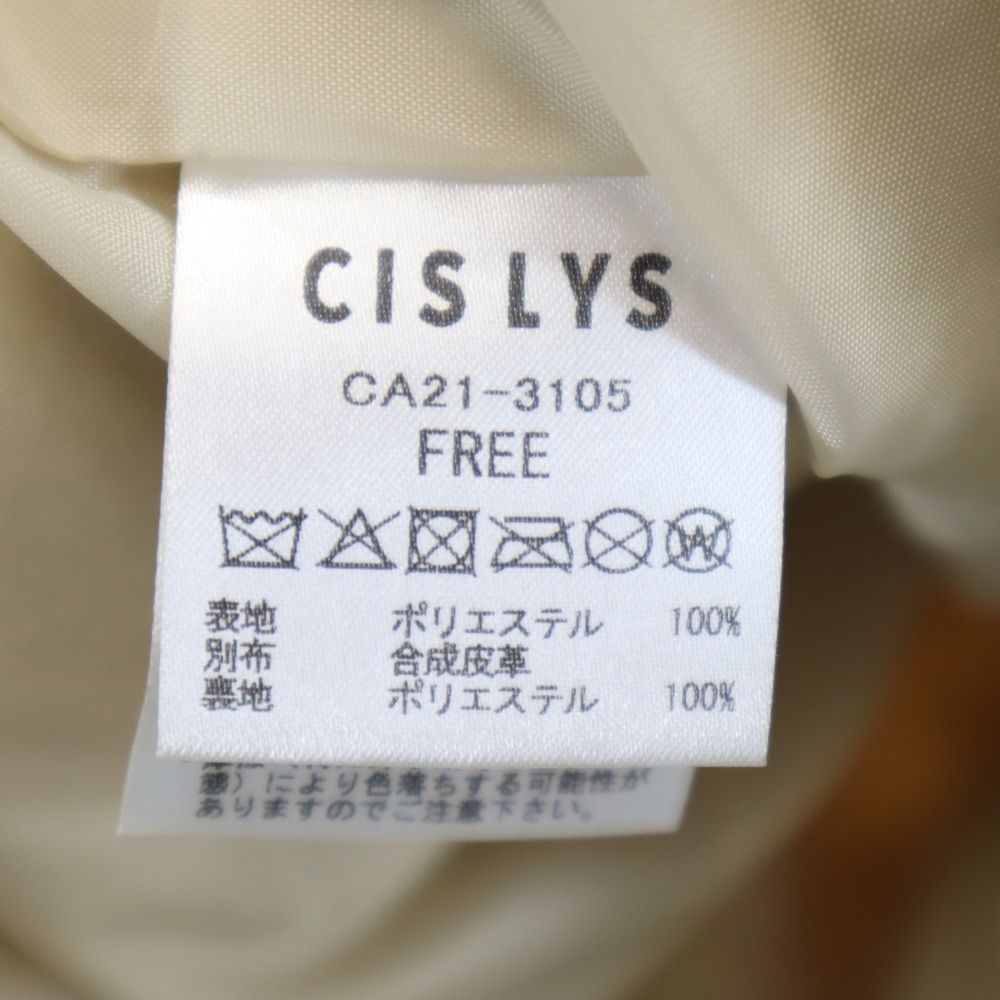 CISLYS
CA21-3105
FREE
W
表地 ポリエステル 100%
別布 合成皮革
裏地 ポリエステル 100%
態)により色落ちする可能性が
ありますのでご注意下さい。